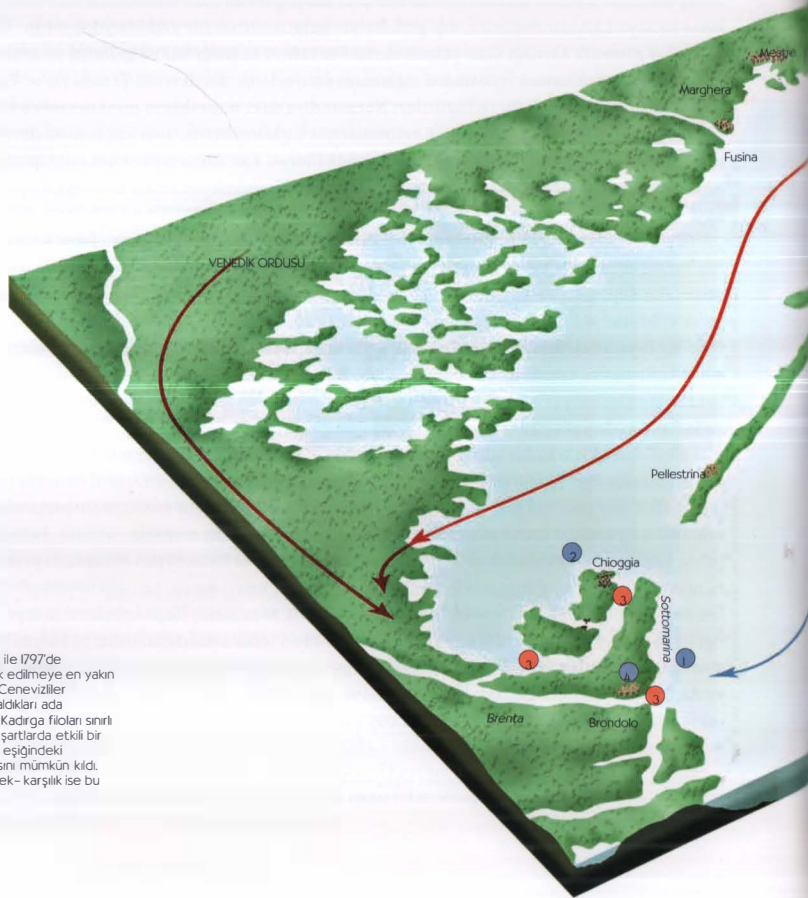 Mestre
Marghera
Fusina
VENEDİK ORDUSU
Pellestrina
2
Chioggia
3
Sottomarina
3
1
4
3
Brenta
Brondolo
ile 1797'de
k edilmeye en yakın
Cenevizliler
aldıkları ada
Kadırga filoları sınırlı
şartlarda etkili bir
eşiğindeki
sını mümkün kıldı.
ek- karşılık ise bu